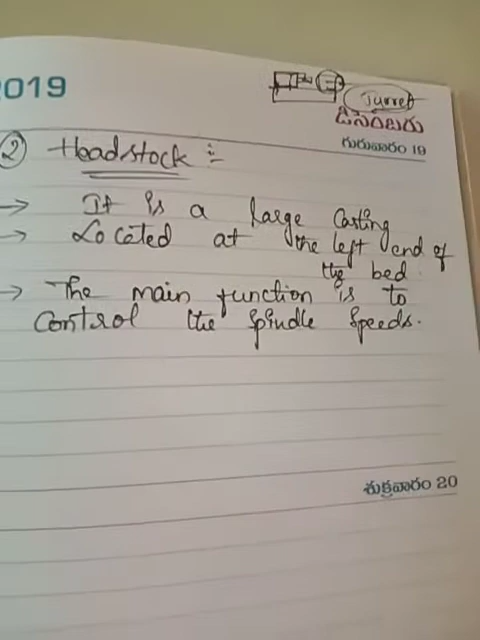 2019
Turret
డిసెంబరు
గురువారం 19
② Headstock :-
→ It is a large casting
→ Located at the left end of
the bed.
→ The main function is to
control the spindle speeds.
శుక్రవారం 20